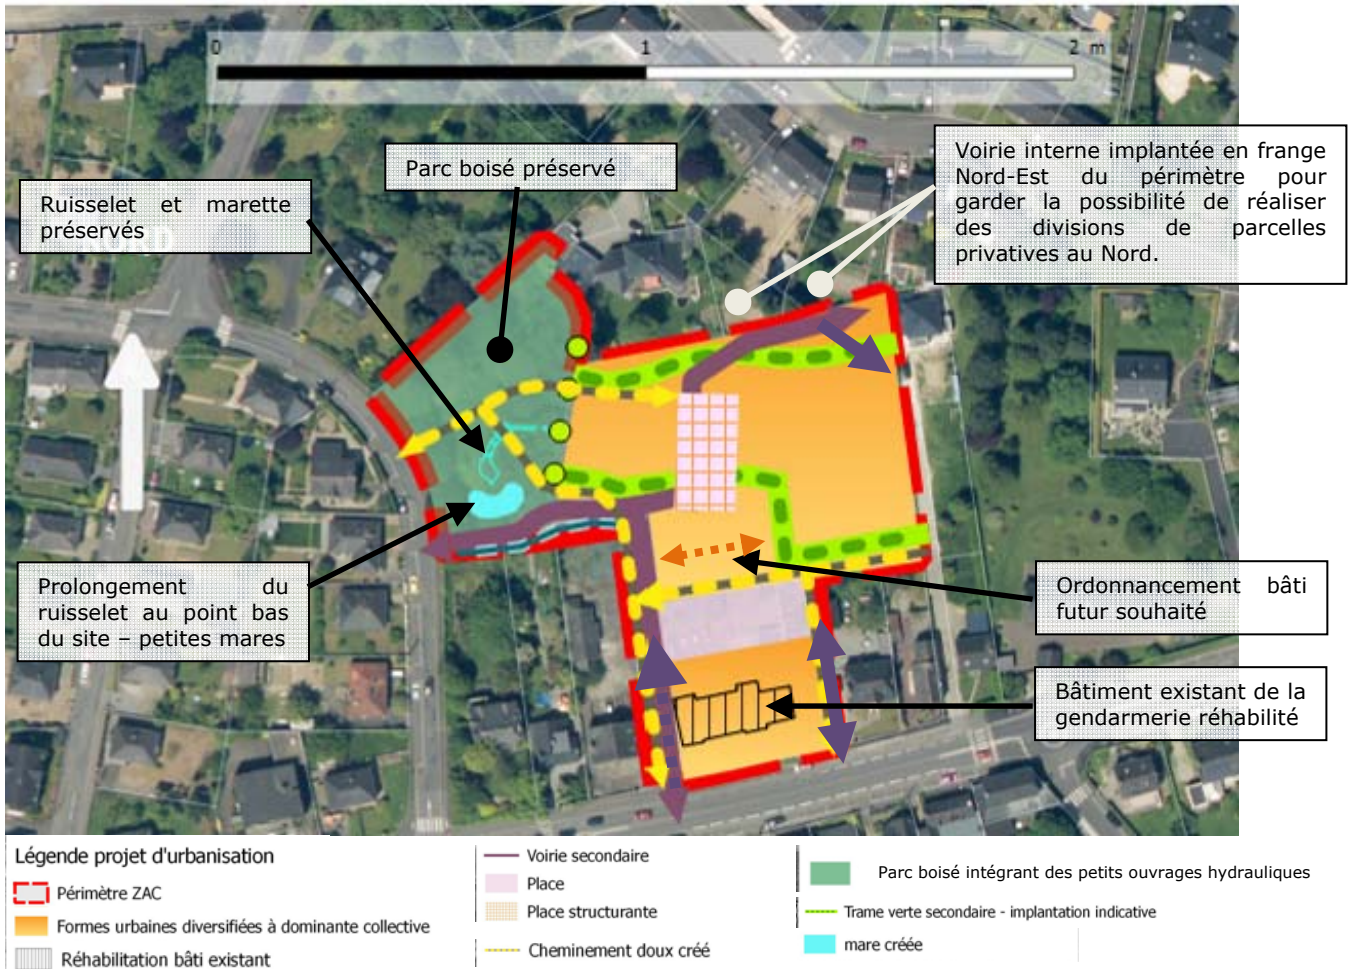 0 1 2 m
Voirie interne implantée en frange
Nord-Est du périmètre pour
garder la possibilité de réaliser
des divisions de parcelles
privatives au Nord.
Parc boisé préservé
Ruisselet et marette
préservés
NORD
Prolongement du
ruisselet au point bas
du site – petites mares
Ordonnancement bâti
futur souhaité
Bâtiment existant de la
gendarmerie réhabilité
Légende projet d'urbanisation
Périmètre ZAC
Formes urbaines diversifiées à dominante collective
Réhabilitation bâti existant
Voirie secondaire
Place
Place structurante
Cheminement doux créé
Parc boisé intégrant des petits ouvrages hydrauliques
Trame verte secondaire - implantation indicative
mare créée